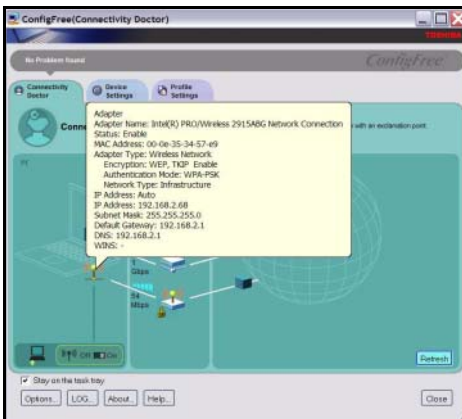 ConfigFree(Connectivity Doctor)
TOSHIBA
No Problem found
ConfigFree
Connectivity Doctor
Device Settings
Profile Settings
Conne
with an exclamation point.
Adapter
Adapter Name: Intel(R) PRO/Wireless 2915ABG Network Connection
Status: Enable
MAC Address: 00-0e-35-34-57-e9
Adapter Type: Wireless Network
Encryption: WEP, TKIP Enable
Authentication Mode: WPA-PSK
Network Type: Infrastructure
IP Address: Auto
IP Address: 192.168.2.68
Subnet Mask: 255.255.255.0
Default Gateway: 192.168.2.1
DNS: 192.168.2.1
WINS: -
PC
1
Gbps
54
Mbps
Off On
Refresh
Stay on the task tray
Options... LOG... About... Help... Close